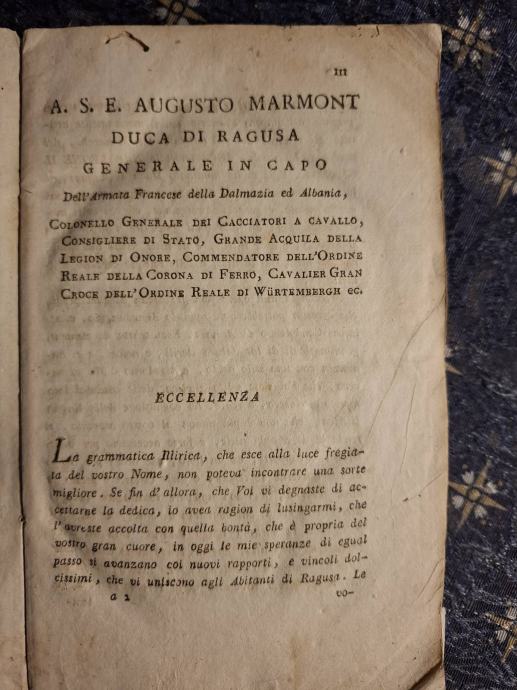 III
A. S. E. AUGUSTO MARMONT
DUCA DI RAGUSA
GENERALE IN CAPO
Dell'Armata Francese della Dalmazia ed Albania,
COLONELLO GENERALE DEI CACCIATORI A CAVALLO,
CONSIGLIERE DI STATO, GRANDE ACQUILA DELLA
LEGION DI ONORE, COMMENDATORE DELL'ORDINE
REALE DELLA CORONA DI FERRO, CAVALIER GRAN
CROCE DELL'ORDINE REALE DI WÜRTEMBERGH ec.
ECCELLENZA
La grammatica Illirica, che esce alla luce fregia-
ta del vostro Nome, non poteva incontrare una sorte
migliore. Se fin d'allora, che Voi vi degnaste di ac-
cettarne la dedica, io avea ragion di lusingarmi, che
l'avreste accolta con quella bontà, che è propria del
vostro gran cuore, in oggi le mie speranze di egual
passo si avanzano coi nuovi rapporti, e vincoli dol-
cissimi, che vi uniscono agli Abitanti di Ragusa. Le
a 2 vo-